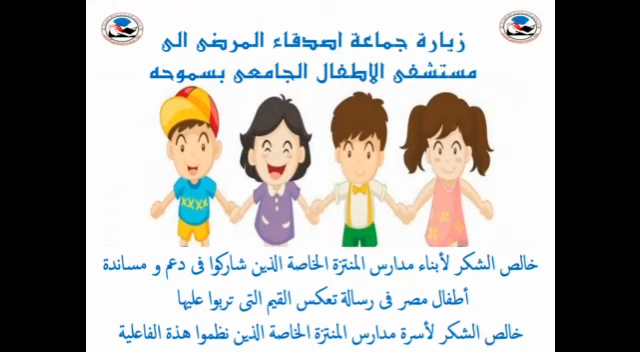 زيارة جماعة اصدقاء المرضى الى
مستشفى الاطفال الجامعى بسموحه
خالص الشكر لأبناء مدارس المنتزة الخاصة الذين شاركوا فى دعم و مساندة
أطفال مصر فى رسالة تعكس القيم التى تربوا عليها
خالص الشكر لأسرة مدارس المنتزة الخاصة الذين نظموا هذة الفاعلية